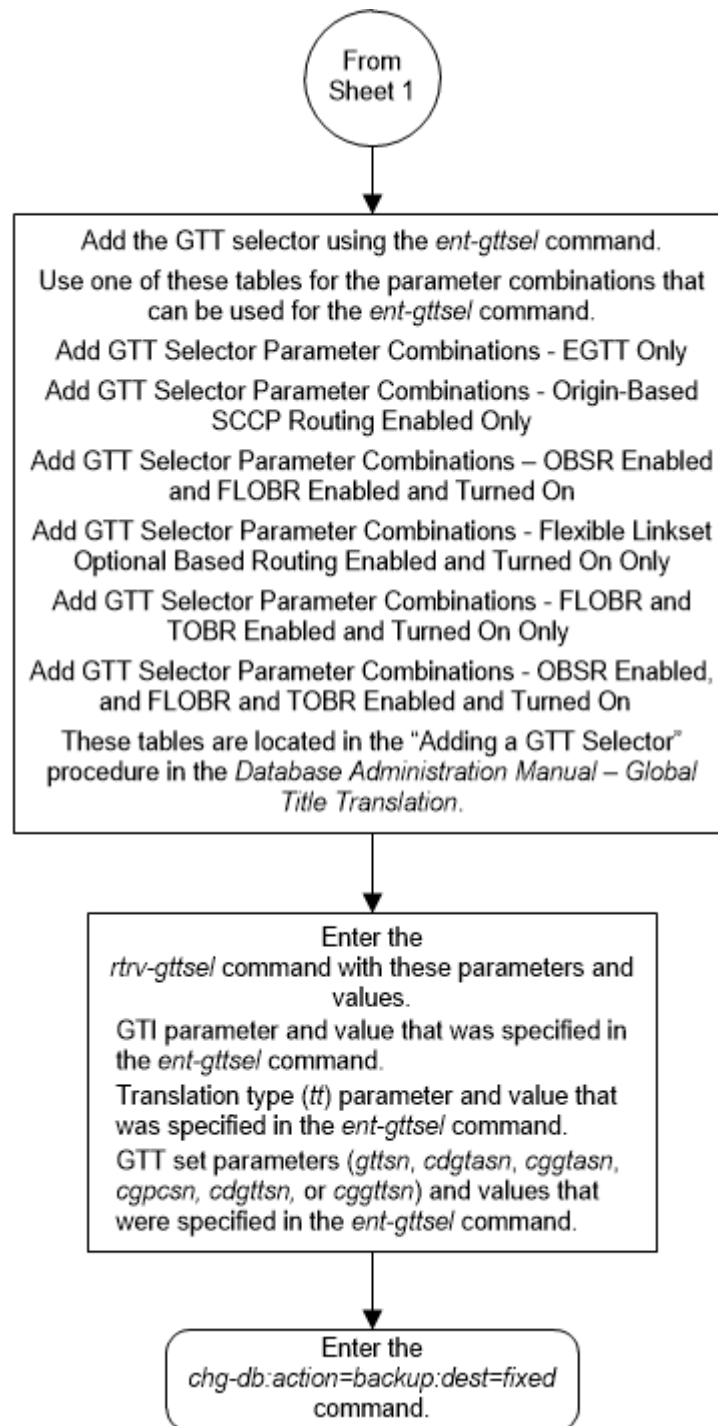 From
Sheet 1
Add the GTT selector using the ent-gttsel command.
Use one of these tables for the parameter combinations that
can be used for the ent-gttsel command.
Add GTT Selector Parameter Combinations - EGTT Only
Add GTT Selector Parameter Combinations - Origin-Based
SCCP Routing Enabled Only
Add GTT Selector Parameter Combinations – OBSR Enabled
and FLOBR Enabled and Turned On
Add GTT Selector Parameter Combinations - Flexible Linkset
Optional Based Routing Enabled and Turned On Only
Add GTT Selector Parameter Combinations - FLOBR and
TOBR Enabled and Turned On Only
Add GTT Selector Parameter Combinations - OBSR Enabled,
and FLOBR and TOBR Enabled and Turned On
These tables are located in the “Adding a GTT Selector”
procedure in the Database Administration Manual – Global
Title Translation.
Enter the
rtrv-gttsel command with these parameters and
values.
GTI parameter and value that was specified in
the ent-gttsel command.
Translation type (tt) parameter and value that
was specified in the ent-gttsel command.
GTT set parameters (gttsn, cdgtasn, cggtasn,
cgpcsn, cdgttsn, or cggttsn) and values that
were specified in the ent-gttsel command.
Enter the
chg-db:action=backup:dest=fixed
command.